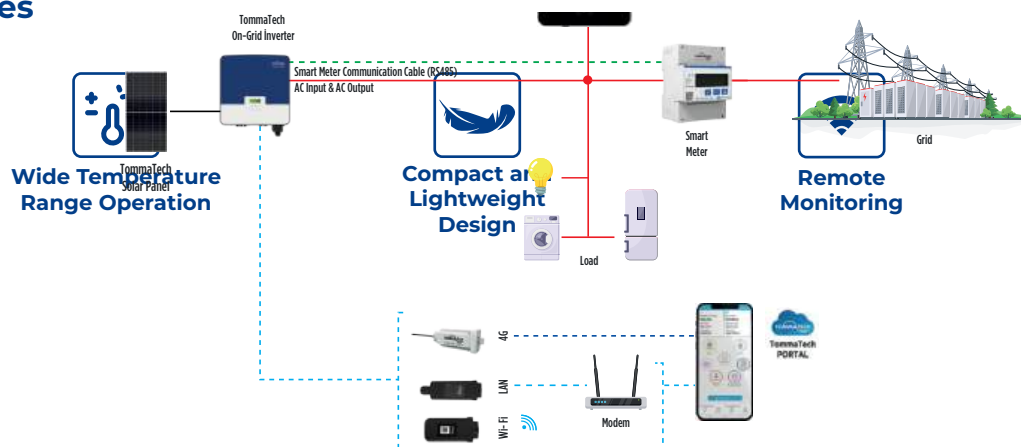 es
TommaTech
On-Grid İnverter
Smart Meter Communication Cable (RS485)
AC Input & AC Output
Smart
Meter
Grid
TommaTech
Solar Panel
Wide Temperature
Range Operation
Compact and
Lightweight
Design
Remote
Monitoring
Load
4G
LAN
Wi-Fi
Modem
TommaTech
PORTAL